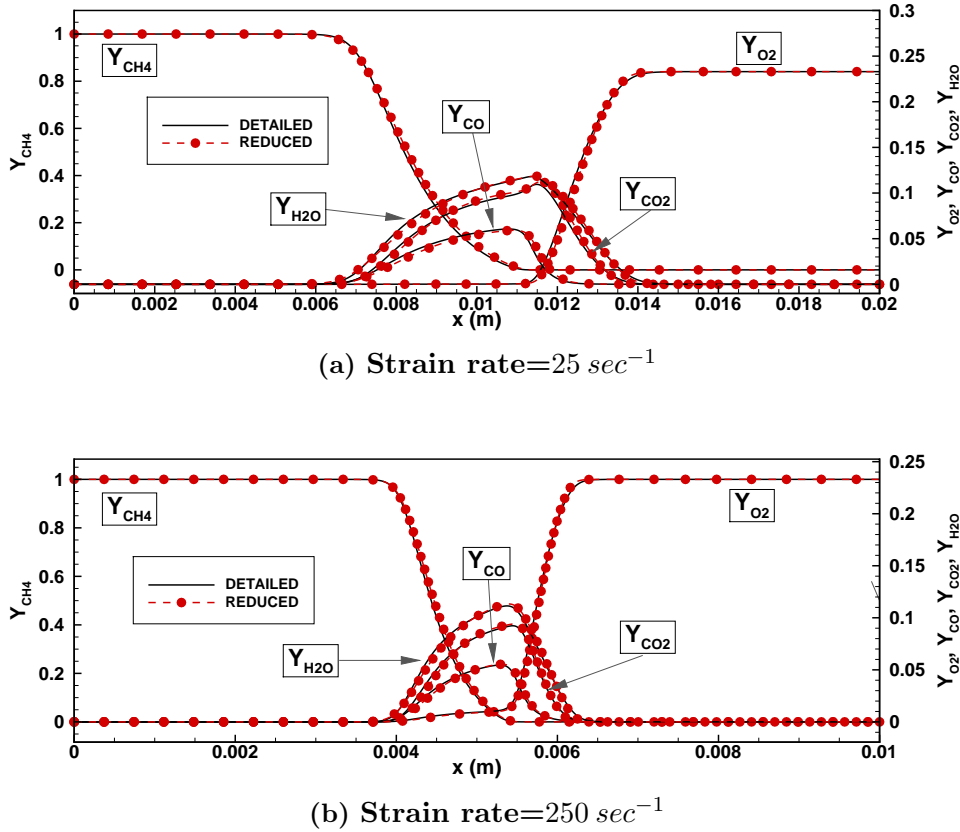 Y_CH4
Y_O2
DETAILED
REDUCED
Y_CO
Y_H2O
Y_CO2
Y_CH4
1
0.8
0.6
0.4
0.2
0
Y_O2, Y_CO, Y_CO2, Y_H2O
0.3
0.25
0.2
0.15
0.1
0.05
0
0 0.002 0.004 0.006 0.008 0.01 0.012 0.014 0.016 0.018 0.02
x (m)
(a) Strain rate=25 sec⁻¹
Y_CH4
Y_O2
DETAILED
REDUCED
Y_CO
Y_H2O
Y_CO2
Y_CH4
1
0.8
0.6
0.4
0.2
0
Y_O2, Y_CO, Y_CO2, Y_H2O
0.25
0.2
0.15
0.1
0.05
0
0 0.002 0.004 0.006 0.008 0.01
x (m)
(b) Strain rate=250 sec⁻¹